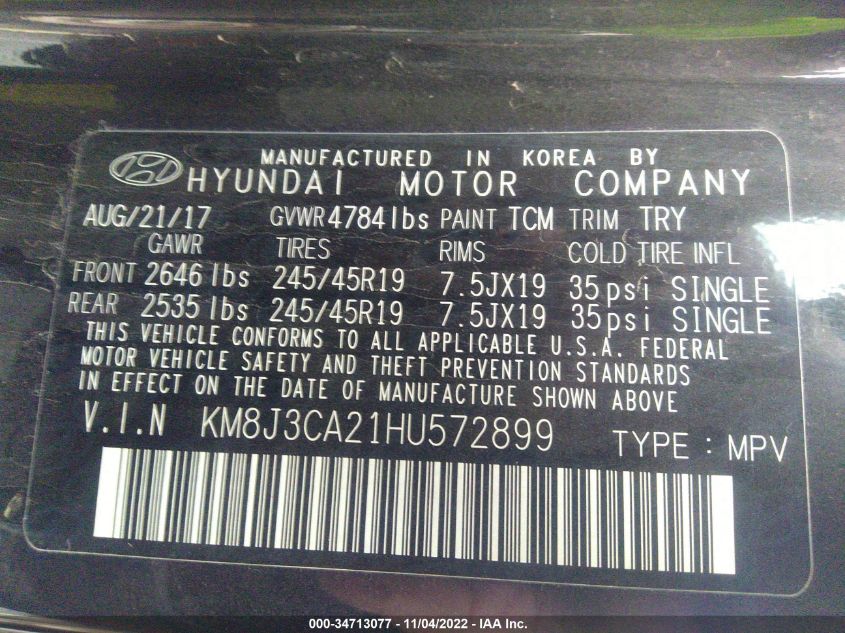 MANUFACTURED IN KOREA BY
HYUNDAI MOTOR COMPANY
AUG/21/17 GVWR 4784 lbs PAINT TCM TRIM TRY
GAWR TIRES RIMS COLD TIRE INFL
FRONT 2646 lbs 245/45R19 7.5JX19 35psi SINGLE
REAR 2535 lbs 245/45R19 7.5JX19 35psi SINGLE
THIS VEHICLE CONFORMS TO ALL APPLICABLE U.S.A. FEDERAL
MOTOR VEHICLE SAFETY AND THEFT PREVENTION STANDARDS
IN EFFECT ON THE DATE OF MANUFACTURE SHOWN ABOVE
V.I.N KM8J3CA21HU572899 TYPE : MPV
000-34713077 - 11/04/2022 - IAA Inc.